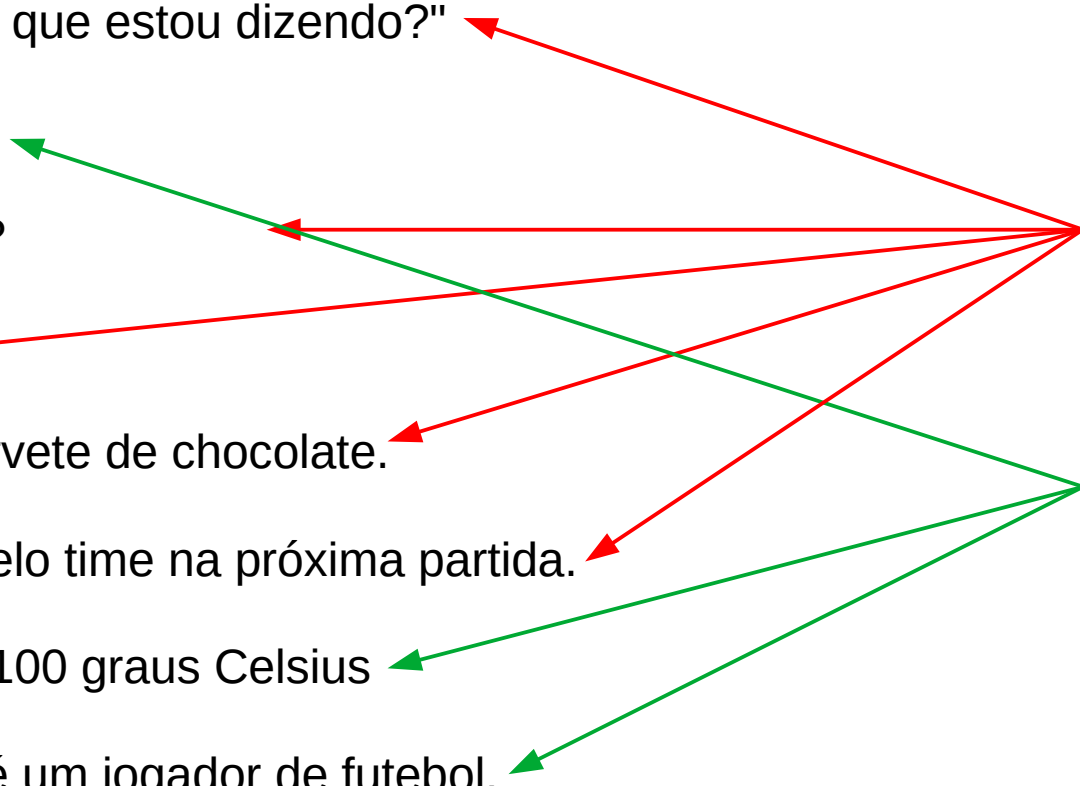 que estou dizendo?"
?
vete de chocolate.
elo time na próxima partida.
100 graus Celsius
é um jogador de futebol.